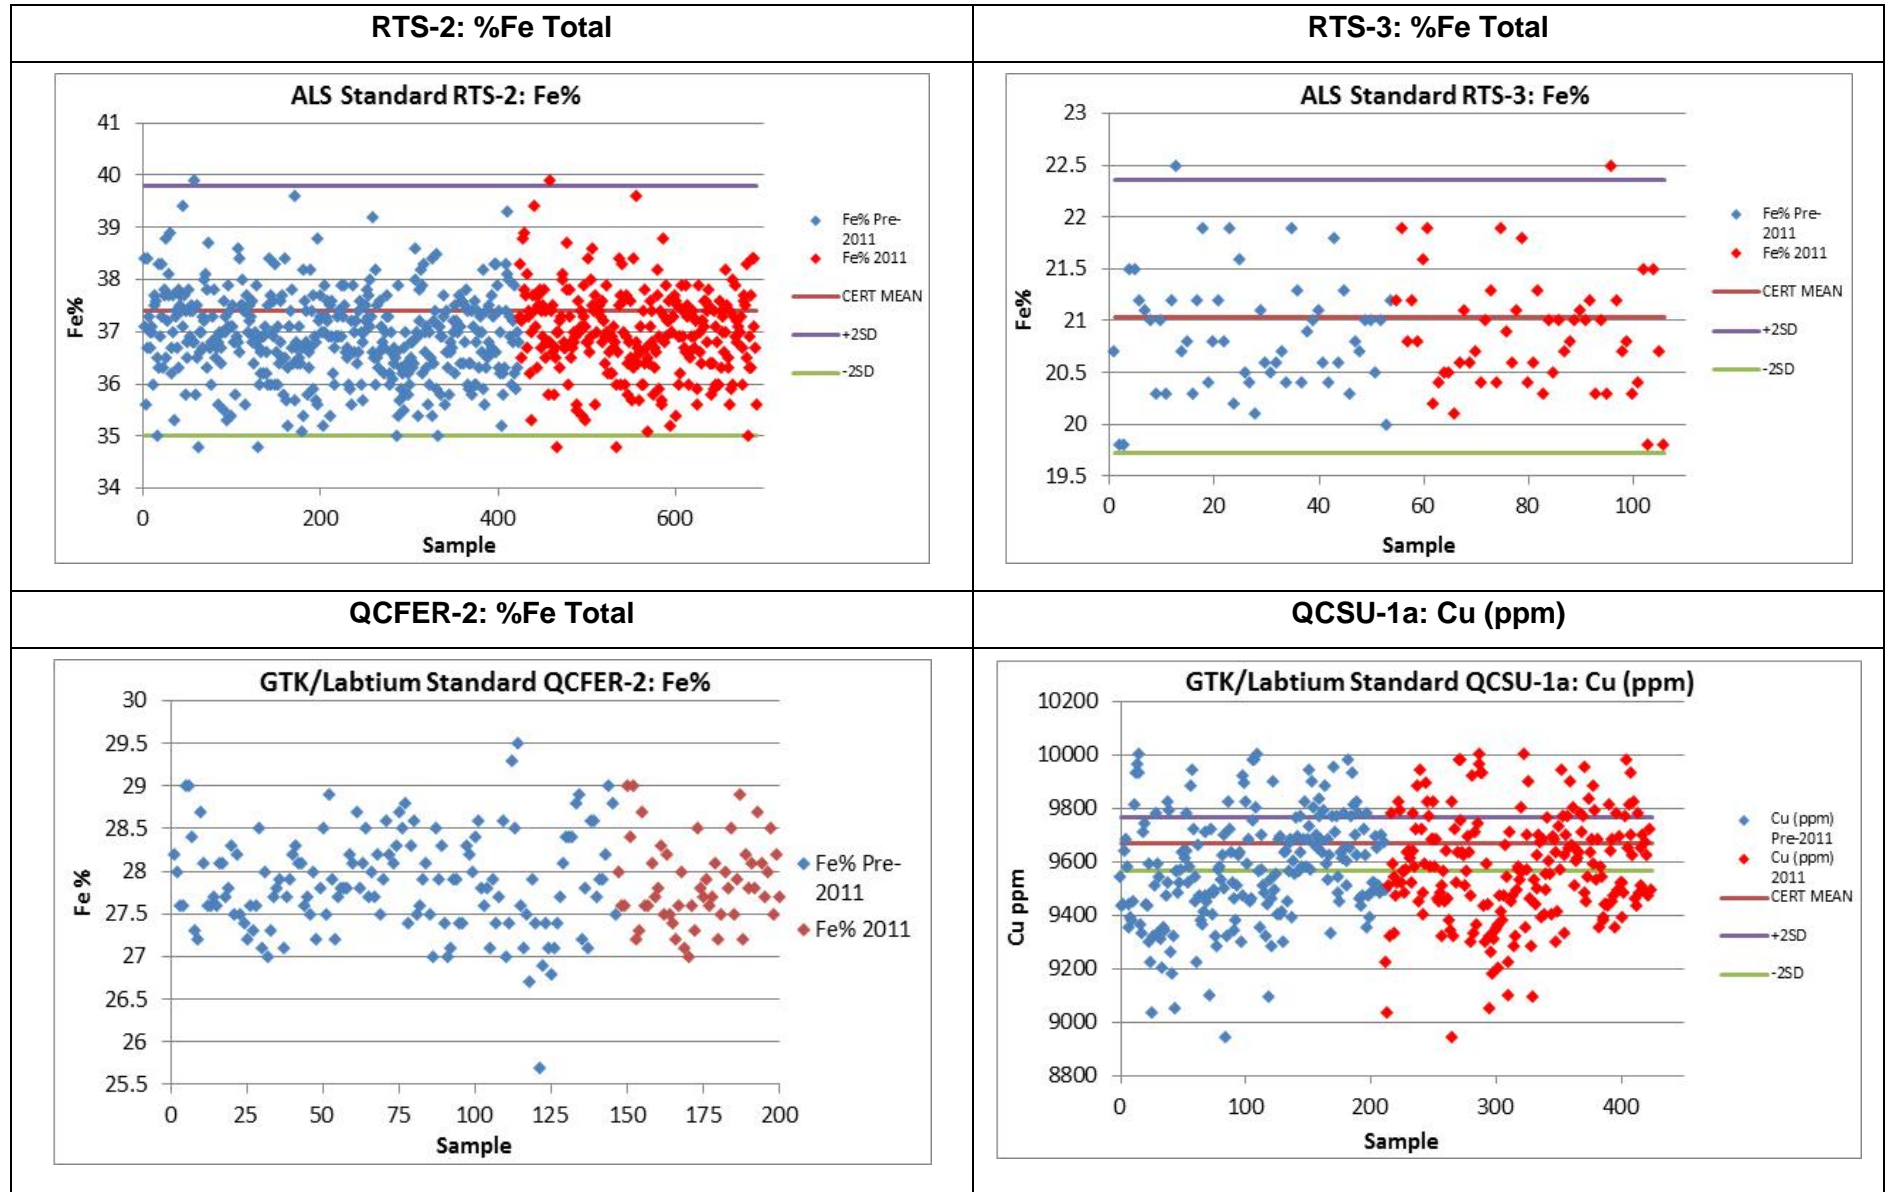 RTS-2: %Fe Total
RTS-3: %Fe Total
ALS Standard RTS-2: Fe%
41
40
39
38
37
36
35
34
Fe%
0 200 400 600
Sample
Fe% Pre-
2011
Fe% 2011
CERT MEAN
+2SD
-2SD
ALS Standard RTS-3: Fe%
23
22.5
22
21.5
21
20.5
20
19.5
Fe%
0 20 40 60 80 100
Sample
Fe% Pre-
2011
Fe% 2011
CERT MEAN
+2SD
-2SD
QCFER-2: %Fe Total
QCSU-1a: Cu (ppm)
GTK/Labtium Standard QCFER-2: Fe%
30
29.5
29
28.5
28
27.5
27
26.5
26
25.5
Fe %
0 25 50 75 100 125 150 175 200
Sample
Fe% Pre-
2011
Fe% 2011
GTK/Labtium Standard QCSU-1a: Cu (ppm)
10200
10000
9800
9600
9400
9200
9000
8800
Cu ppm
0 100 200 300 400
Sample
Cu (ppm)
Pre-2011
Cu (ppm)
2011
CERT MEAN
+2SD
-2SD